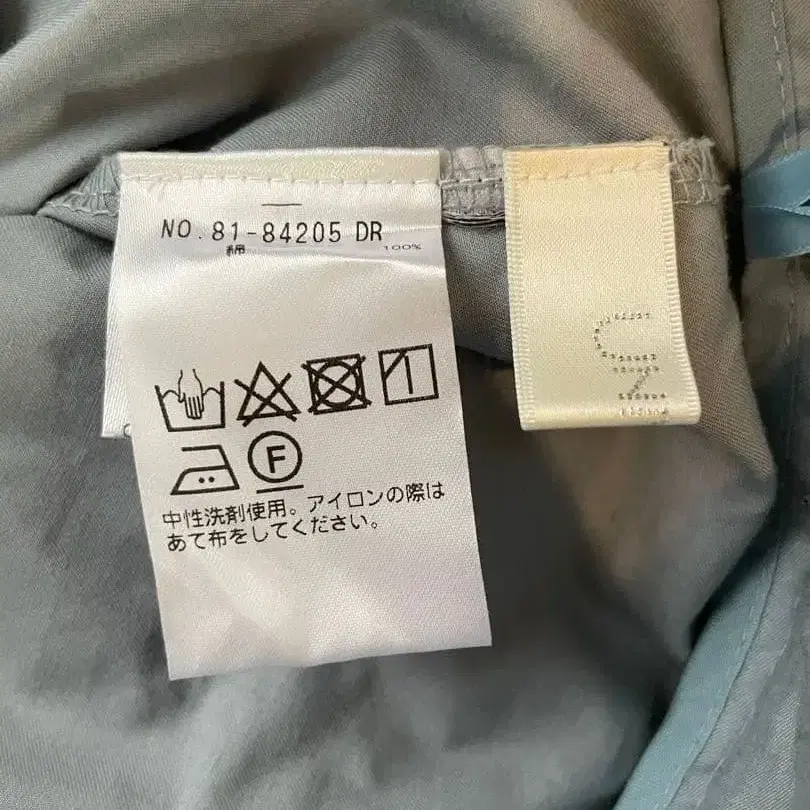 NO. 81-84205 DR
綿 100%
F
中性洗剤使用。アイロンの際は
あて布をしてください。